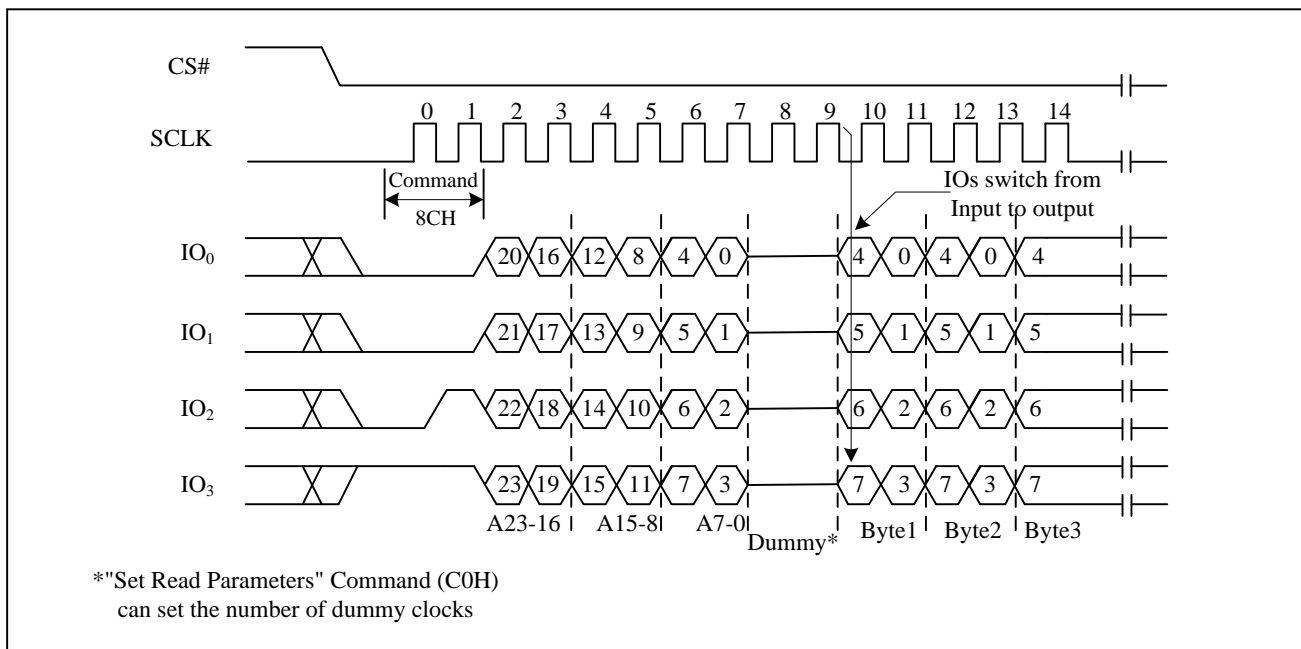 CS#
0 1 2 3 4 5 6 7 8 9 10 11 12 13 14
SCLK
Command
8CH
IOs switch from
Input to output
IO0 20 16 12 8 4 0 4 0 4 0 4
IO1 21 17 13 9 5 1 5 1 5 1 5
IO2 22 18 14 10 6 2 6 2 6 2 6
IO3 23 19 15 11 7 3 7 3 7 3 7
A23-16 A15-8 A7-0 Dummy* Byte1 Byte2 Byte3
*"Set Read Parameters" Command (C0H)
can set the number of dummy clocks